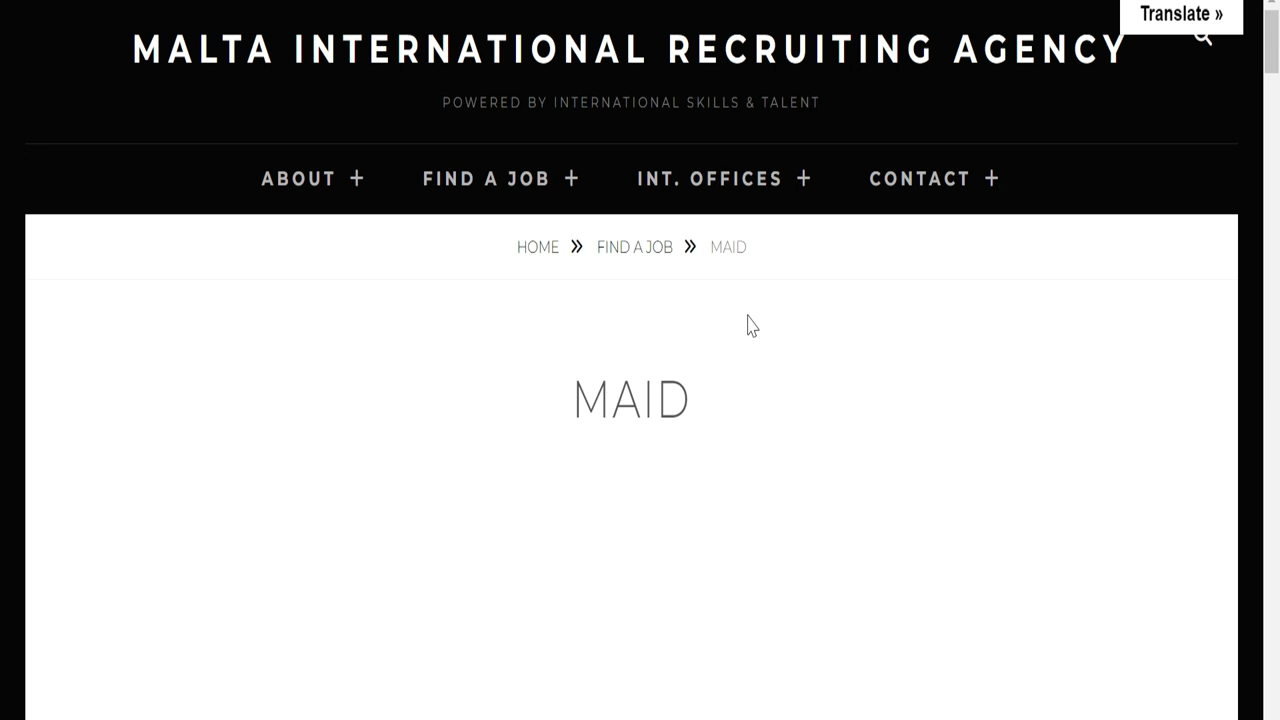 Translate »
MALTA INTERNATIONAL RECRUITING AGENCY
POWERED BY INTERNATIONAL SKILLS & TALENT
ABOUT + FIND A JOB + INT. OFFICES + CONTACT +
HOME » FIND A JOB » MAID
MAID